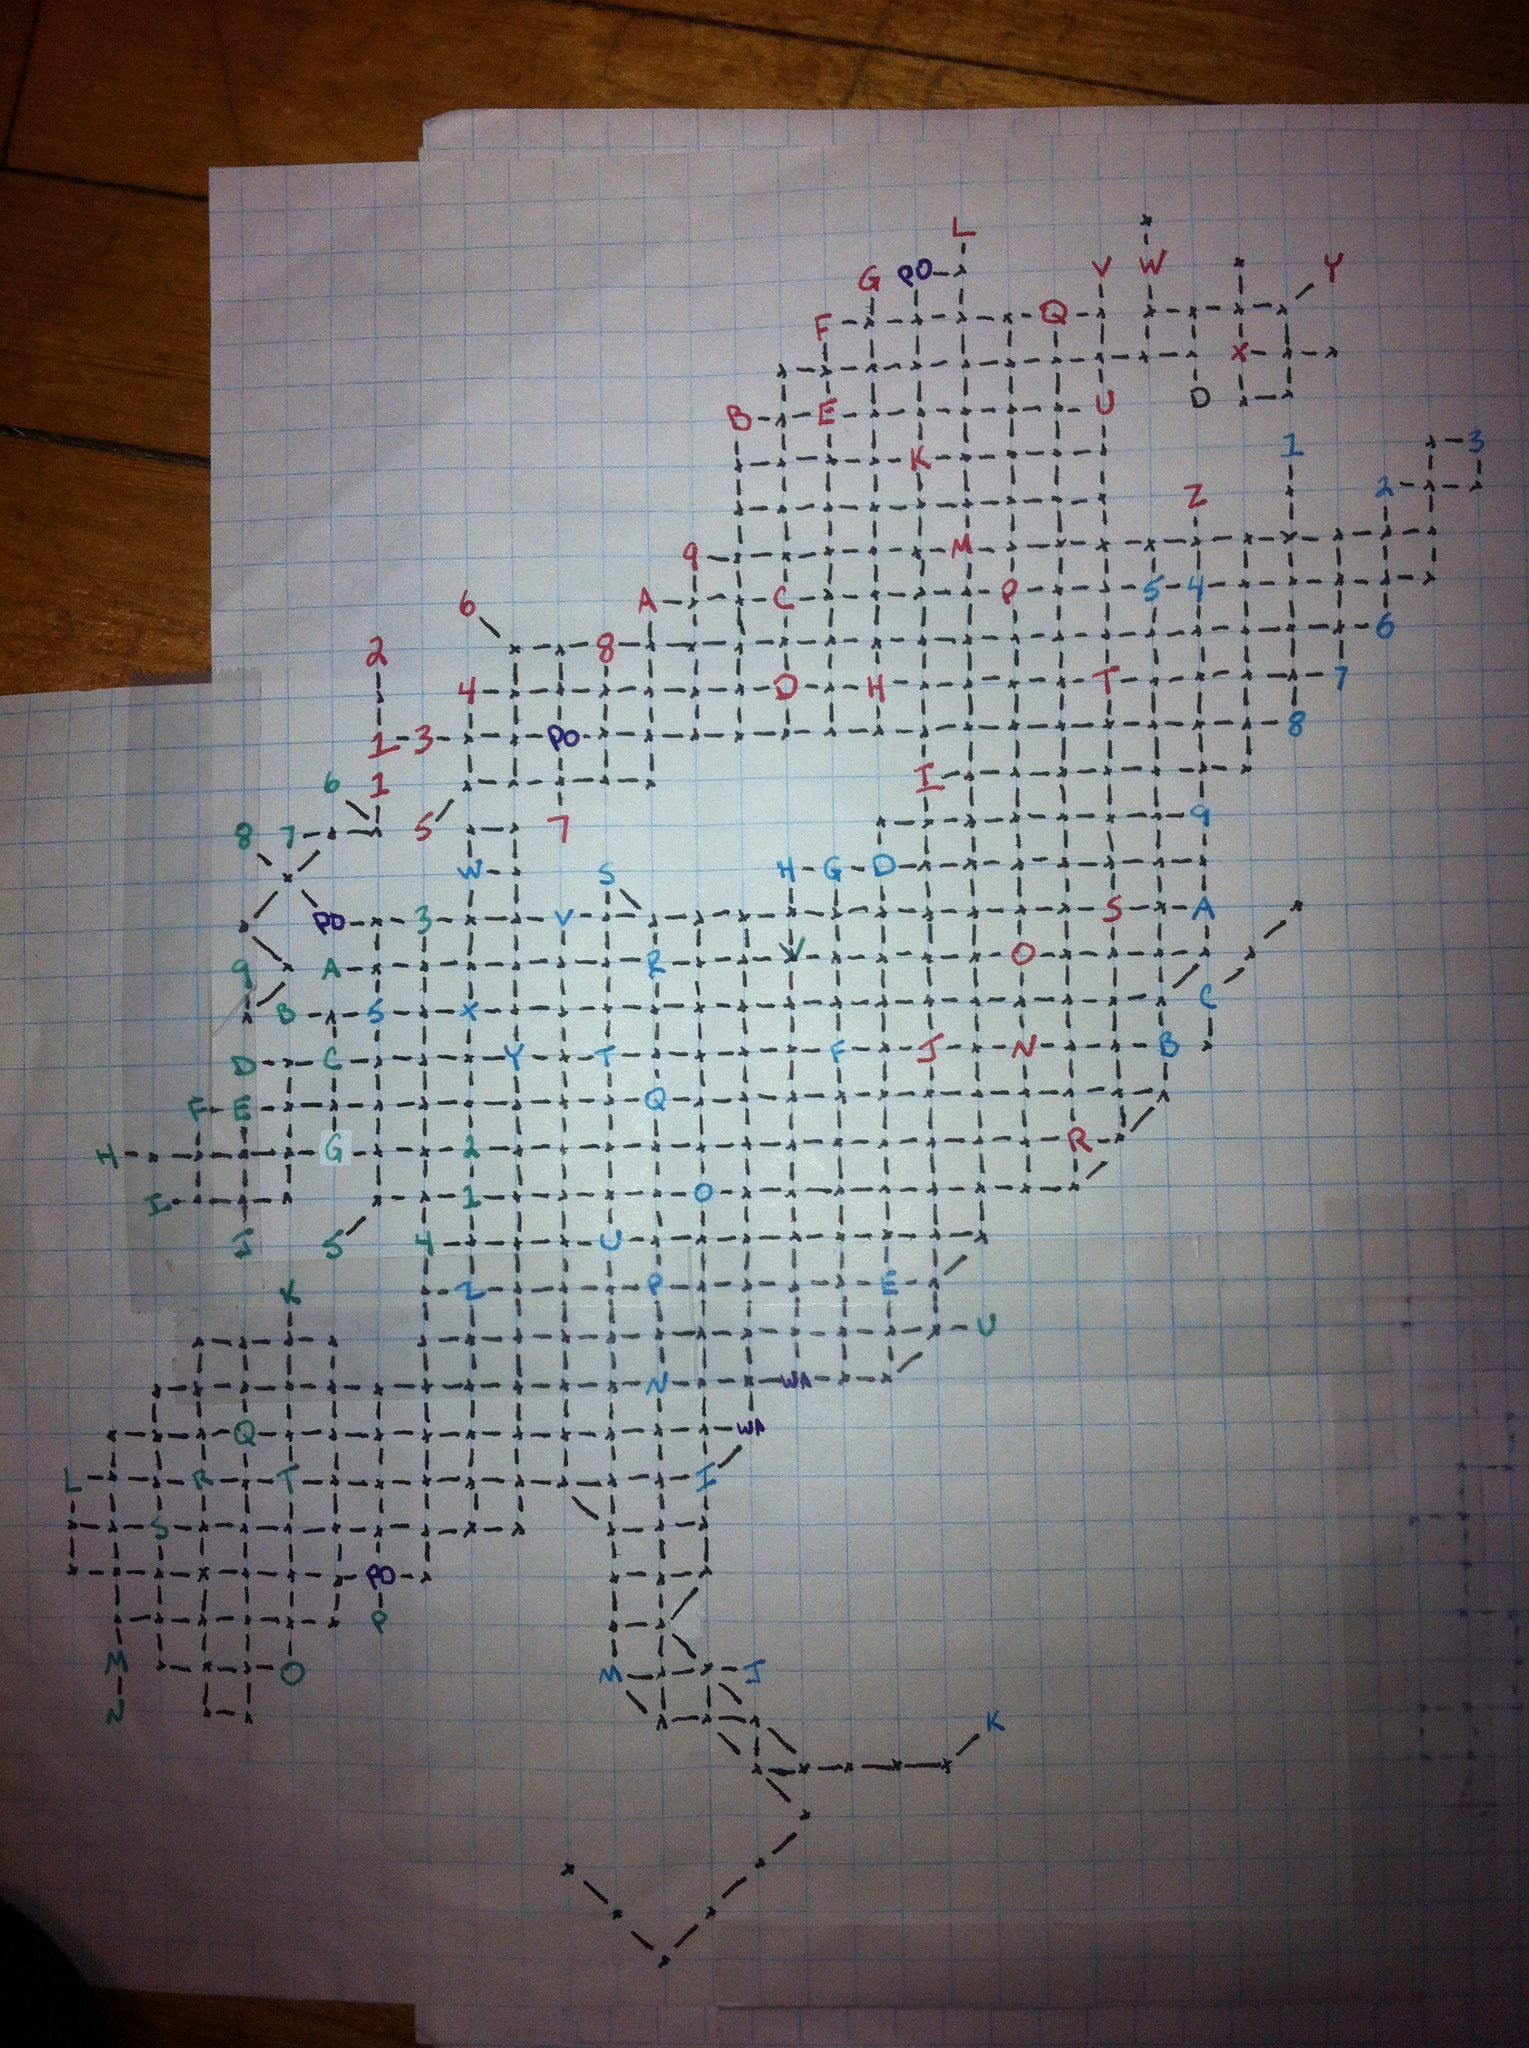 L
G PO V W Y
F Q
X
B E U D
K 1 3
Z 2
9 M
A C P 5 4
6 8 6
2
4 D H T 7
1 3 PO 8
6 1 I
8 7 5 7 9
W S H G D
PO 3 V S A
9 A R V O
B 5 X C
D C Y T F J N B
F E Q
H G 2 R
I 1 O
J 5 4 U
K Z P E
U
N WA
Q WA
L R T I
S
PO
P
M O M J
N
K